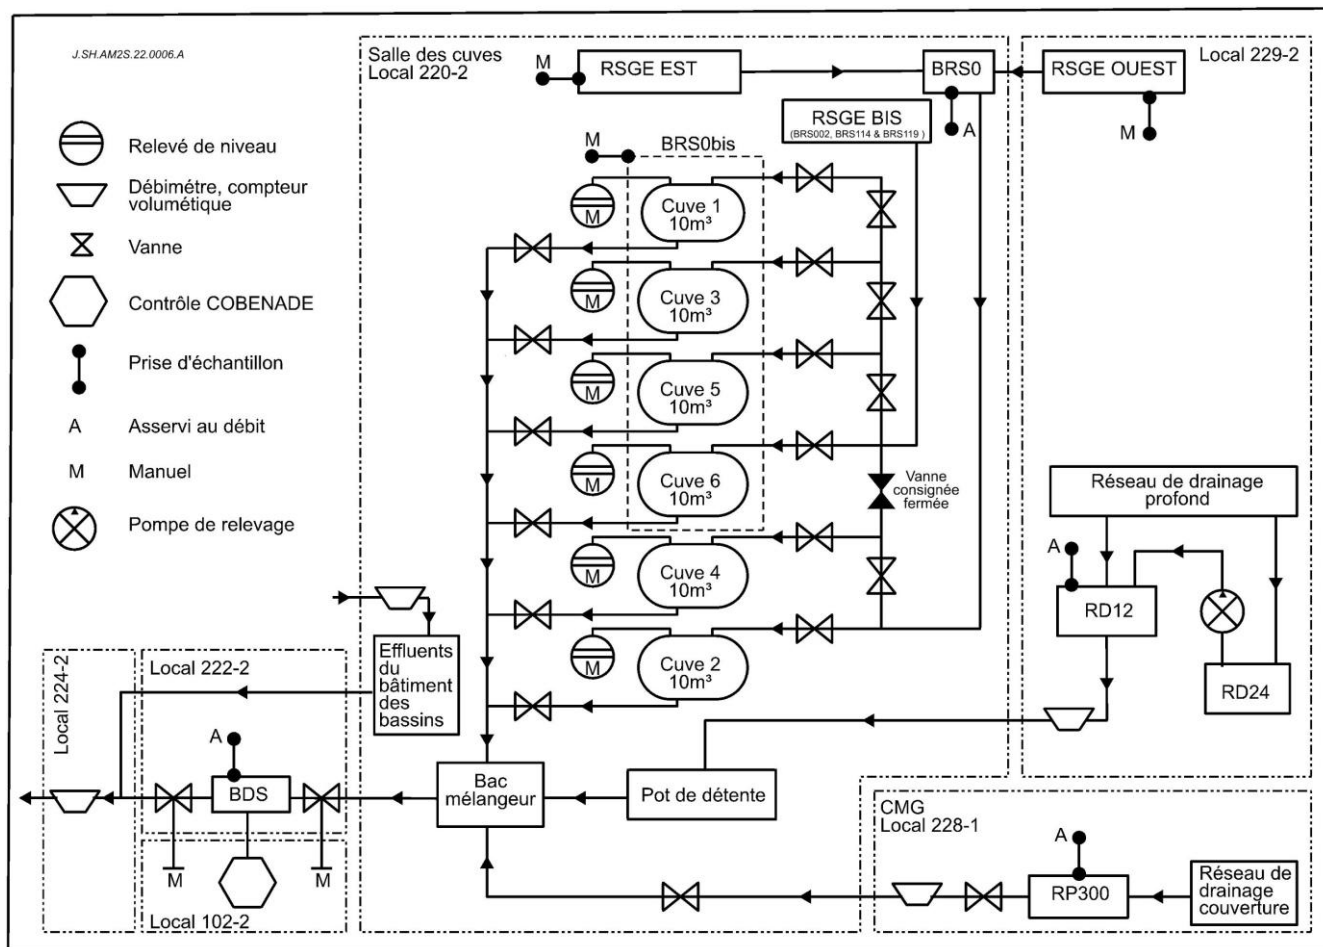 J.SH.AM2S.22.0006.A
Relevé de niveau
Débimétre, compteur
volumétique
Vanne
Contrôle COBENADE
Prise d'échantillon
A
Asservi au débit
M
Manuel
Pompe de relevage
Salle des cuves
Local 220-2
M
RSGE EST
BRS0
A
RSGE OUEST
M
Local 229-2
RSGE BIS
(BRS002, BRS114 & BRS119 )
M
BRS0bis
M
Cuve 1
10m³
M
Cuve 3
10m³
M
Cuve 5
10m³
M
Cuve 6
10m³
Vanne
consignée
fermée
M
Cuve 4
10m³
M
Cuve 2
10m³
Réseau de drainage
profond
A
RD12
RD24
Effluents
du
bâtiment
des
bassins
Local 224-2
Local 222-2
A
BDS
M
M
Local 102-2
Bac
mélangeur
Pot de détente
CMG
Local 228-1
A
RP300
Réseau de
drainage
couverture